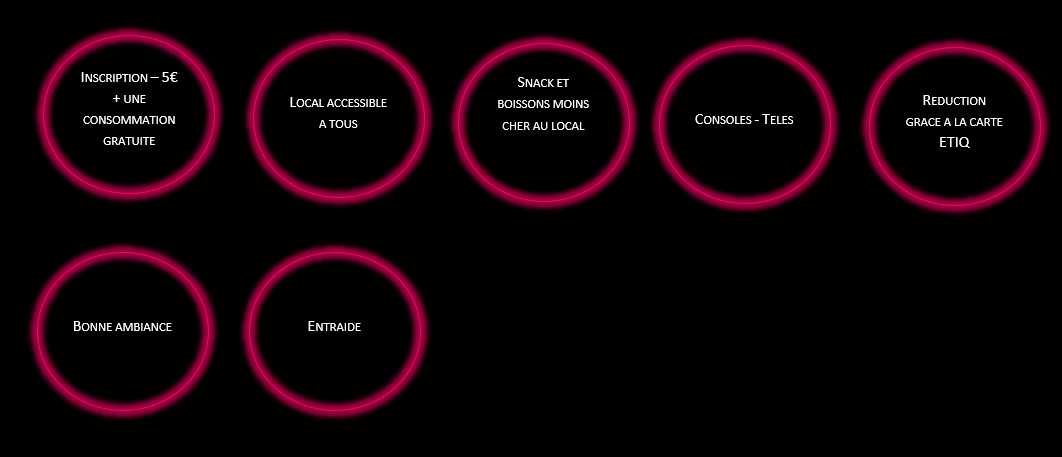 Inscription – 5€
+ une
consommation
gratuite
Local accessible
a tous
Snack et
boissons moins
cher au local
Consoles - Teles
Reduction
grace a la carte
ETIQ
Bonne ambiance
Entraide